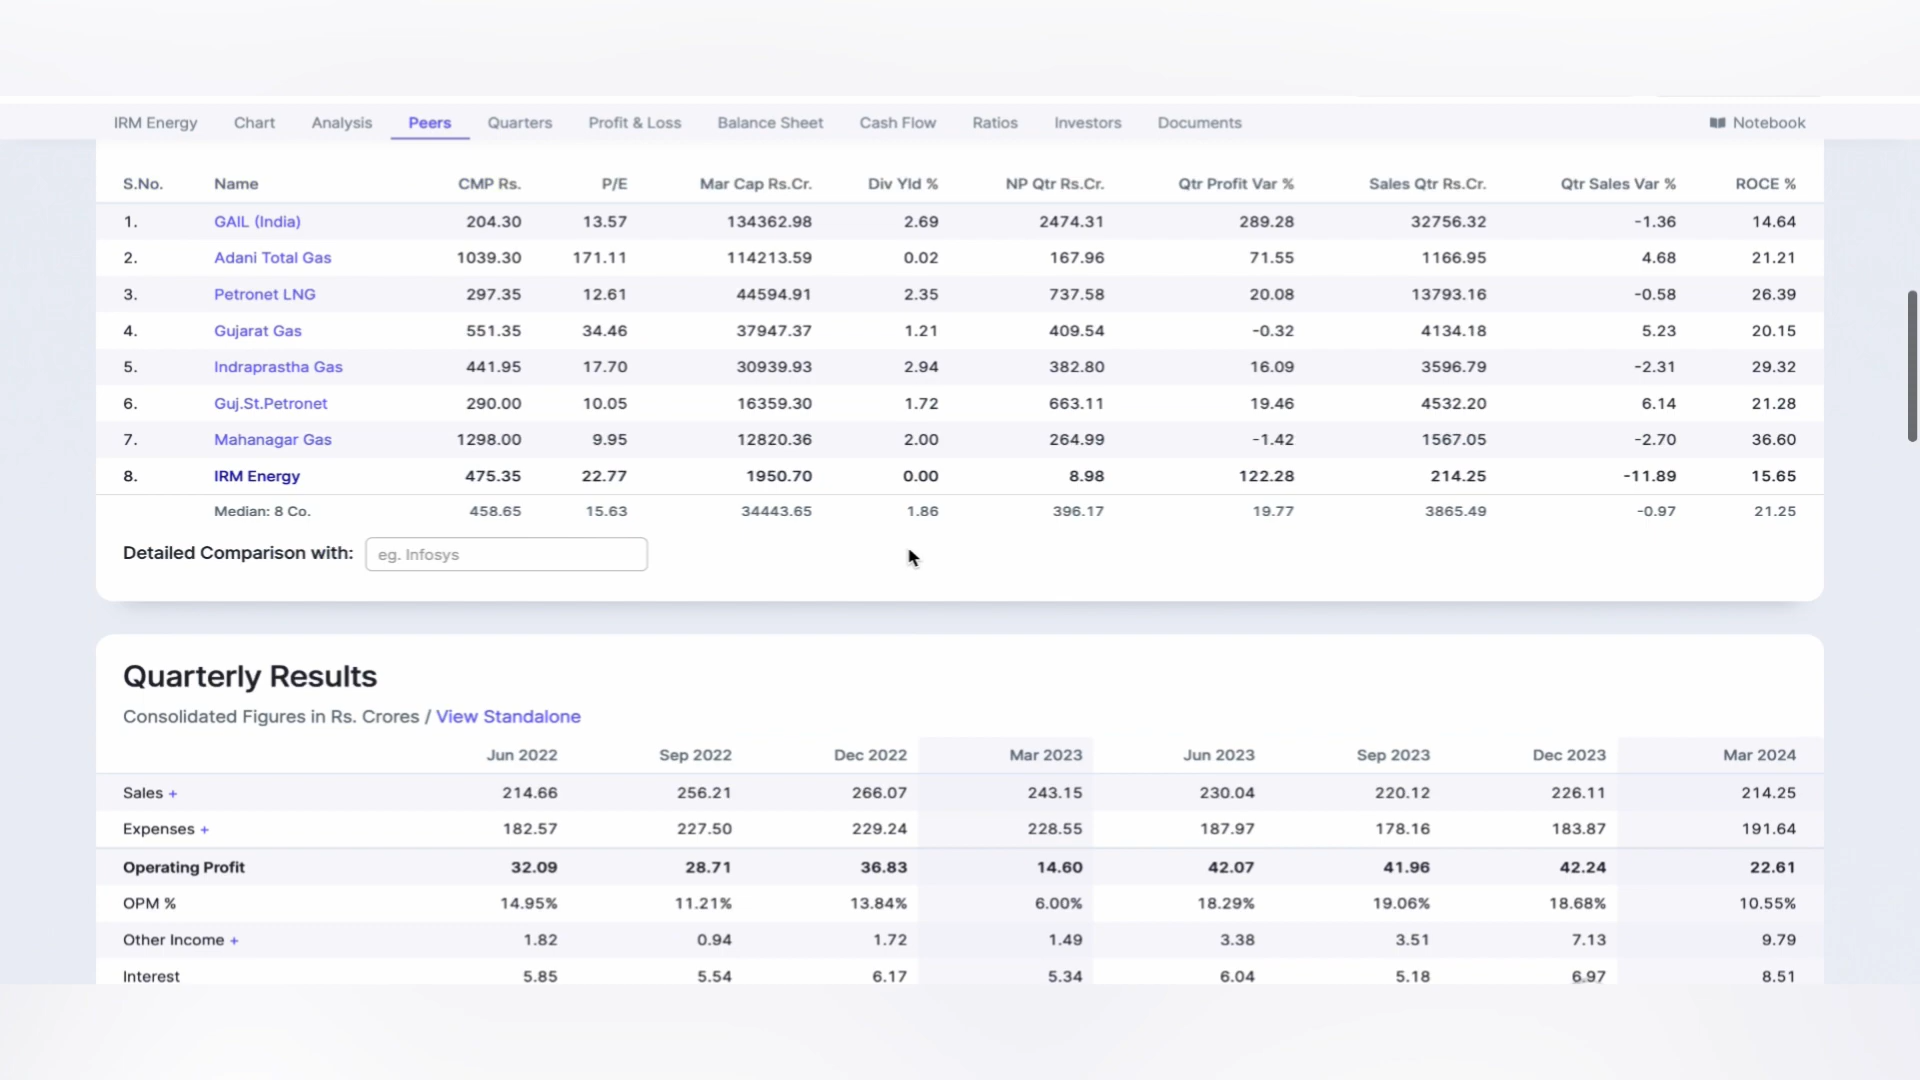 IRM Energy Chart Analysis Peers Quarters Profit & Loss Balance Sheet Cash Flow Ratios Investors Documents Notebook
S.No. Name CMP Rs. P/E Mar Cap Rs.Cr. Div Yld % NP Qtr Rs.Cr. Qtr Profit Var % Sales Qtr Rs.Cr. Qtr Sales Var % ROCE %
1. GAIL (India) 204.30 13.57 134362.98 2.69 2474.31 289.28 32756.32 -1.36 14.64
2. Adani Total Gas 1039.30 171.11 114213.59 0.02 167.96 71.55 1166.95 4.68 21.21
3. Petronet LNG 297.35 12.61 44594.91 2.35 737.58 20.08 13793.16 -0.58 26.39
4. Gujarat Gas 551.35 34.46 37947.37 1.21 409.54 -0.32 4134.18 5.23 20.15
5. Indraprastha Gas 441.95 17.70 30939.93 2.94 382.80 16.09 3596.79 -2.31 29.32
6. Guj.St.Petronet 290.00 10.05 16359.30 1.72 663.11 19.46 4532.20 6.14 21.28
7. Mahanagar Gas 1298.00 9.95 12820.36 2.00 264.99 -1.42 1567.05 -2.70 36.60
8. IRM Energy 475.35 22.77 1950.70 0.00 8.98 122.28 214.25 -11.89 15.65
Median: 8 Co. 458.65 15.63 34443.65 1.86 396.17 19.77 3865.49 -0.97 21.25
Detailed Comparison with: eg. Infosys
Quarterly Results
Consolidated Figures in Rs. Crores / View Standalone
Jun 2022 Sep 2022 Dec 2022 Mar 2023 Jun 2023 Sep 2023 Dec 2023 Mar 2024
Sales + 214.66 256.21 266.07 243.15 230.04 220.12 226.11 214.25
Expenses + 182.57 227.50 229.24 228.55 187.97 178.16 183.87 191.64
Operating Profit 32.09 28.71 36.83 14.60 42.07 41.96 42.24 22.61
OPM % 14.95% 11.21% 13.84% 6.00% 18.29% 19.06% 18.68% 10.55%
Other Income + 1.82 0.94 1.72 1.49 3.38 3.51 7.13 9.79
Interest 5.85 5.54 6.17 5.34 6.04 5.18 6.97 8.51